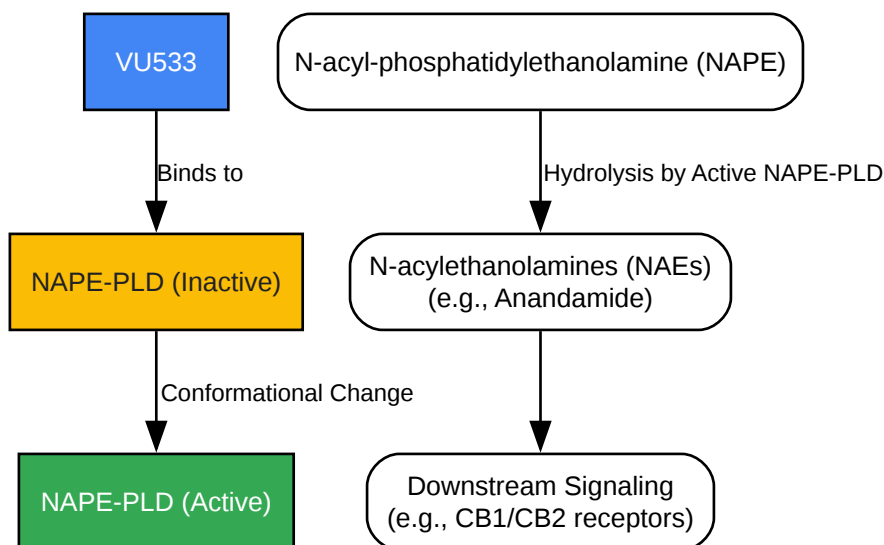 VU533
N-acyl-phosphatidylethanolamine (NAPE)
Binds to
Hydrolysis by Active NAPE-PLD
NAPE-PLD (Inactive)
N-acylethanolamines (NAEs)
(e.g., Anandamide)
Conformational Change
NAPE-PLD (Active)
Downstream Signaling
(e.g., CB1/CB2 receptors)